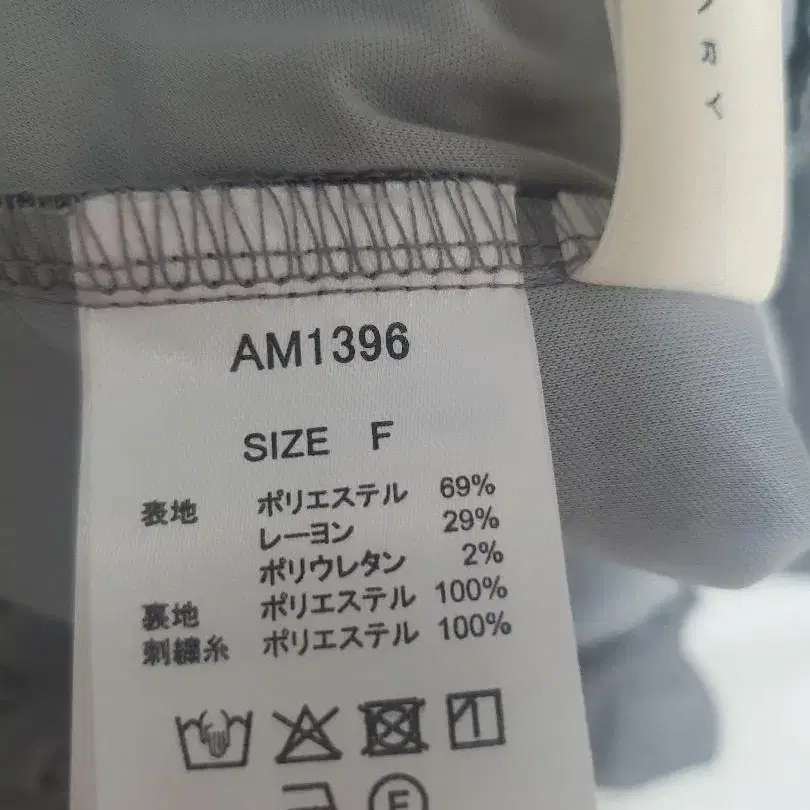 AM1396
SIZE F
表地 ポリエステル 69%
レーヨン 29%
ポリウレタン 2%
裏地 ポリエステル 100%
刺繍糸 ポリエステル 100%
F